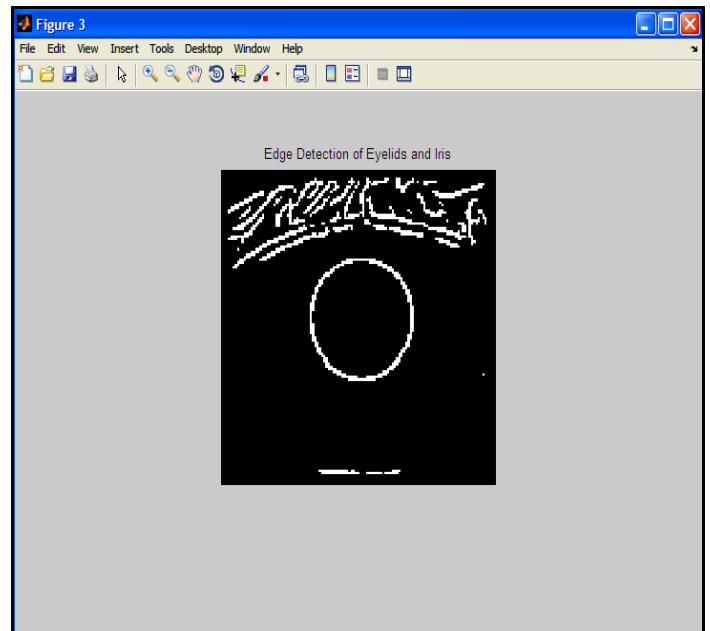 Figure 3
File Edit View Insert Tools Desktop Window Help
Edge Detection of Eyelids and Iris